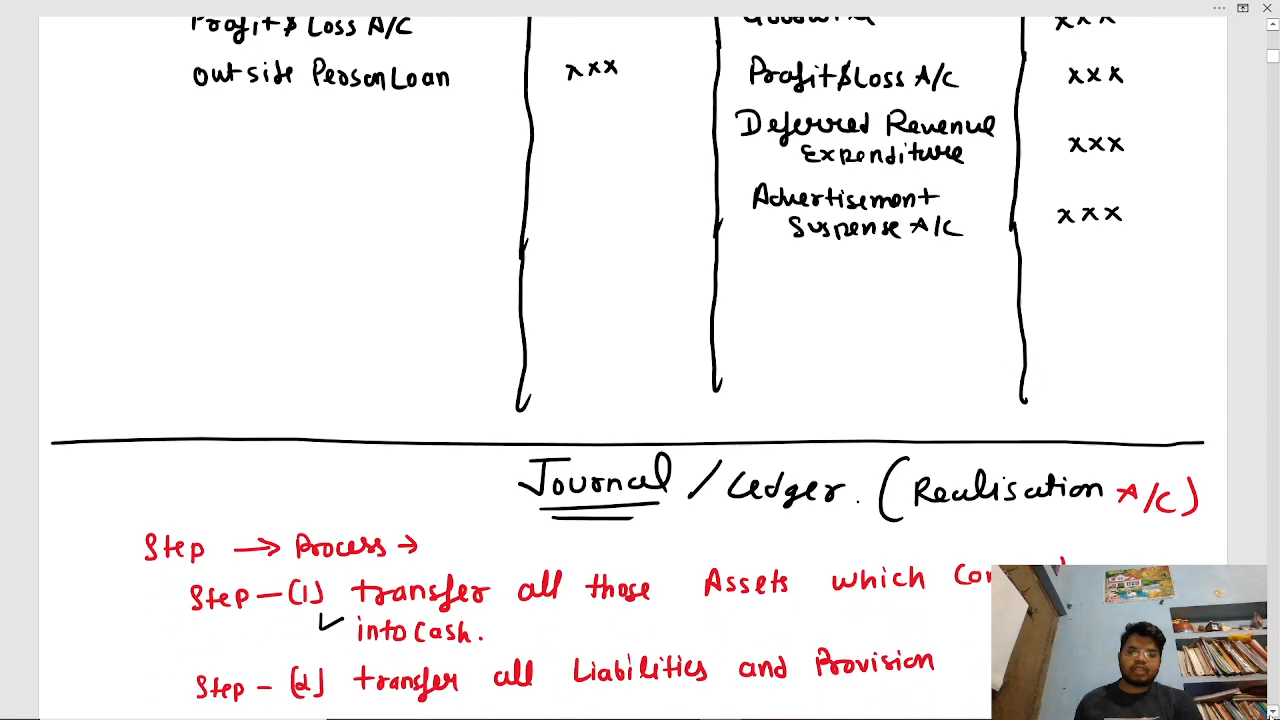 Profit & Loss A/C
xxx
outside Person Loan xxx Profit & Loss A/C xxx
Deferred Revenue
Expenditure xxx
Advertisement
Suspense A/C xxx
Journal / Ledger. (Realisation A/C)
Step → Process →
Step – (1) transfer all those Assets which
into Cash.
Step – (2) transfer all Liabilities and Provision